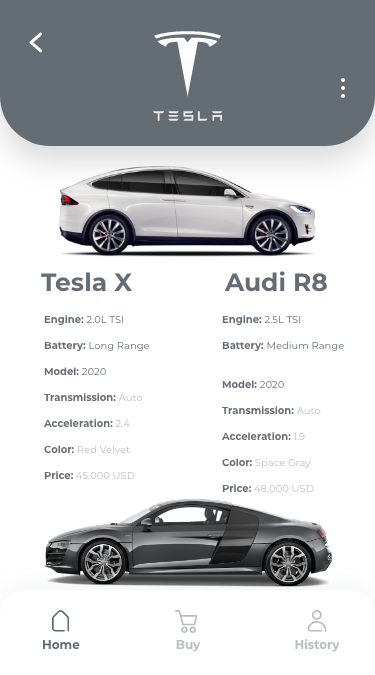 TESLA
Tesla X
Engine: 2.0L TSI
Battery: Long Range
Model: 2020
Transmission: Auto
Acceleration: 2.4
Color: Red Velvet
Price: 45.000 USD
Audi R8
Engine: 2.5L TSI
Battery: Medium Range
Model: 2020
Transmission: Auto
Acceleration: 1.9
Color: Space Gray
Price: 48.000 USD
Home
Buy
History